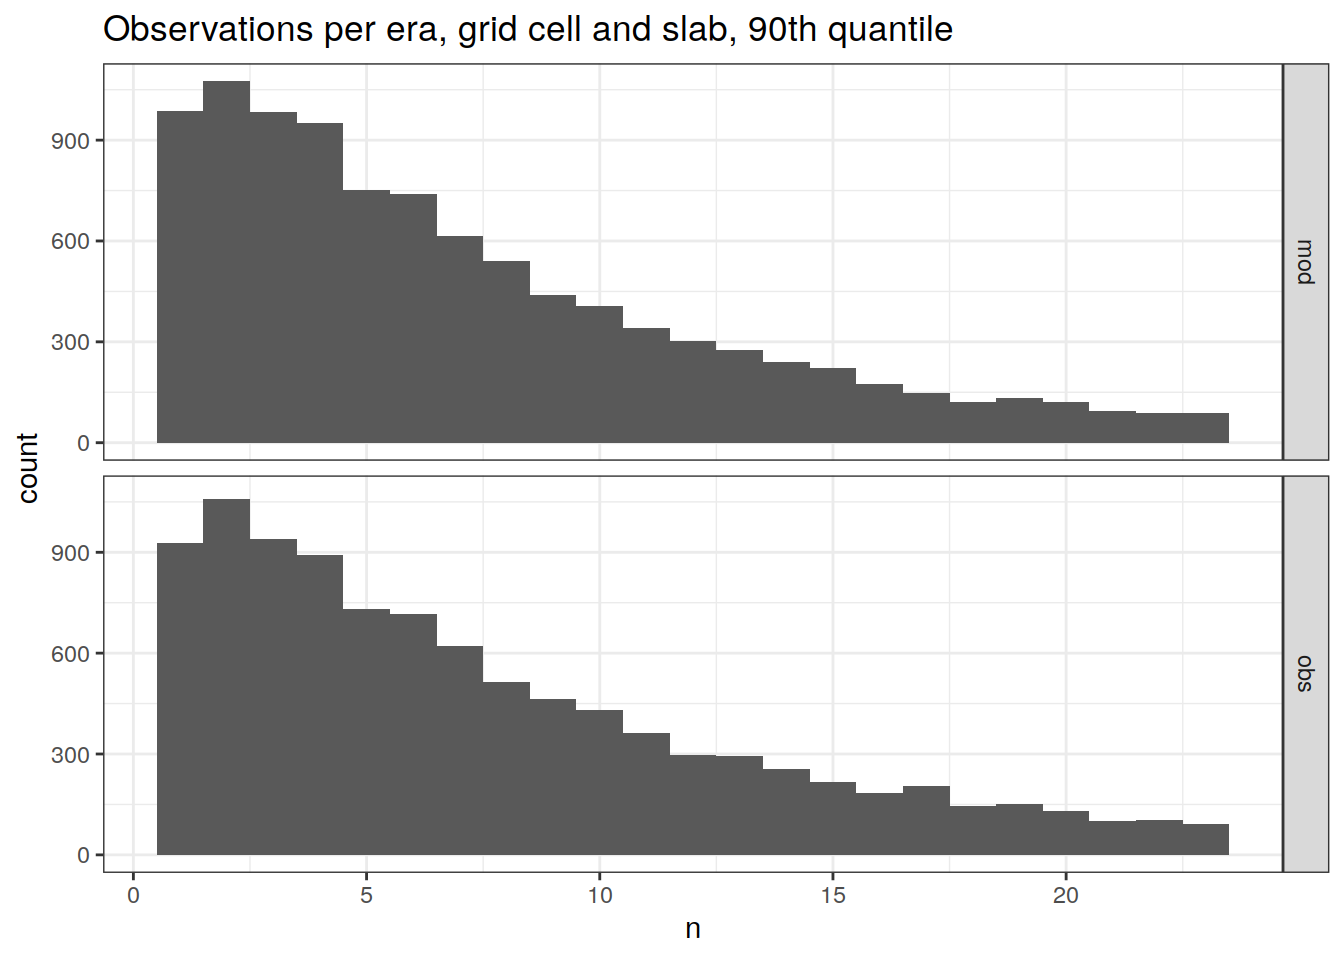 Observations per era, grid cell and slab, 90th quantile
count
900
600
300
0
mod
900
600
300
0
obs
0 5 10 15 20
n